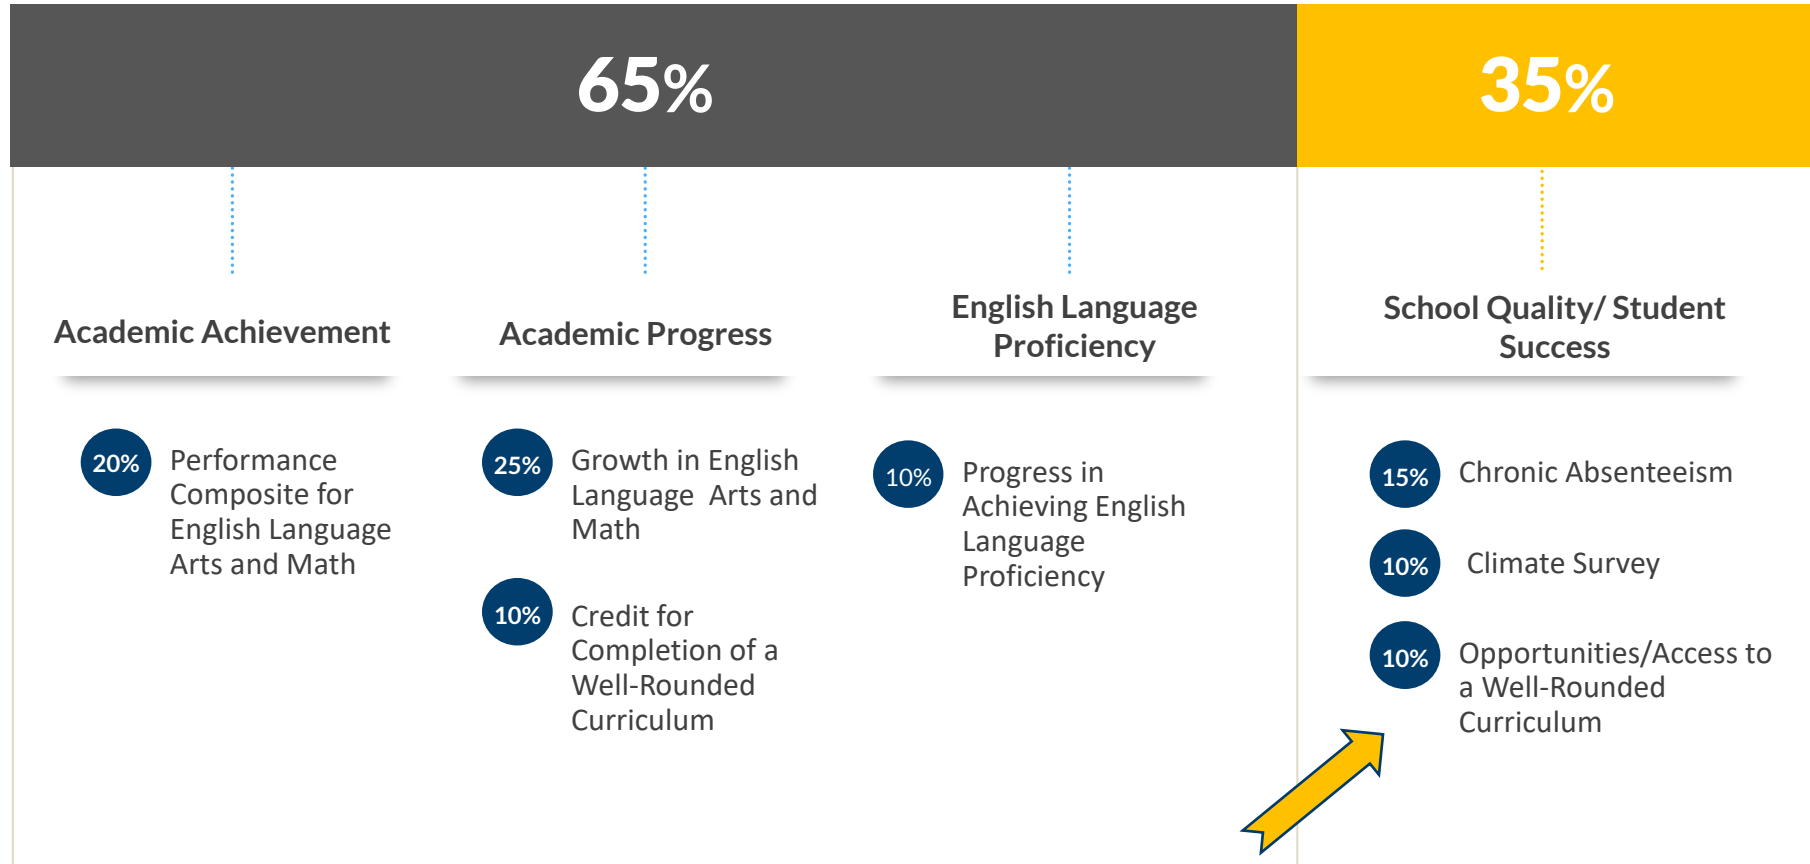 65%
35%
Academic Achievement
20%
Performance
Composite for
English Language
Arts and Math
Academic Progress
25%
Growth in English
Language  Arts and
Math
10%
Credit for
Completion of a
Well-Rounded
Curriculum
English Language
Proficiency
10%
Progress in
Achieving English
Language
Proficiency
School Quality/ Student
Success
15%
Chronic Absenteeism
10%
Climate Survey
10%
Opportunities/Access to
a Well-Rounded
Curriculum